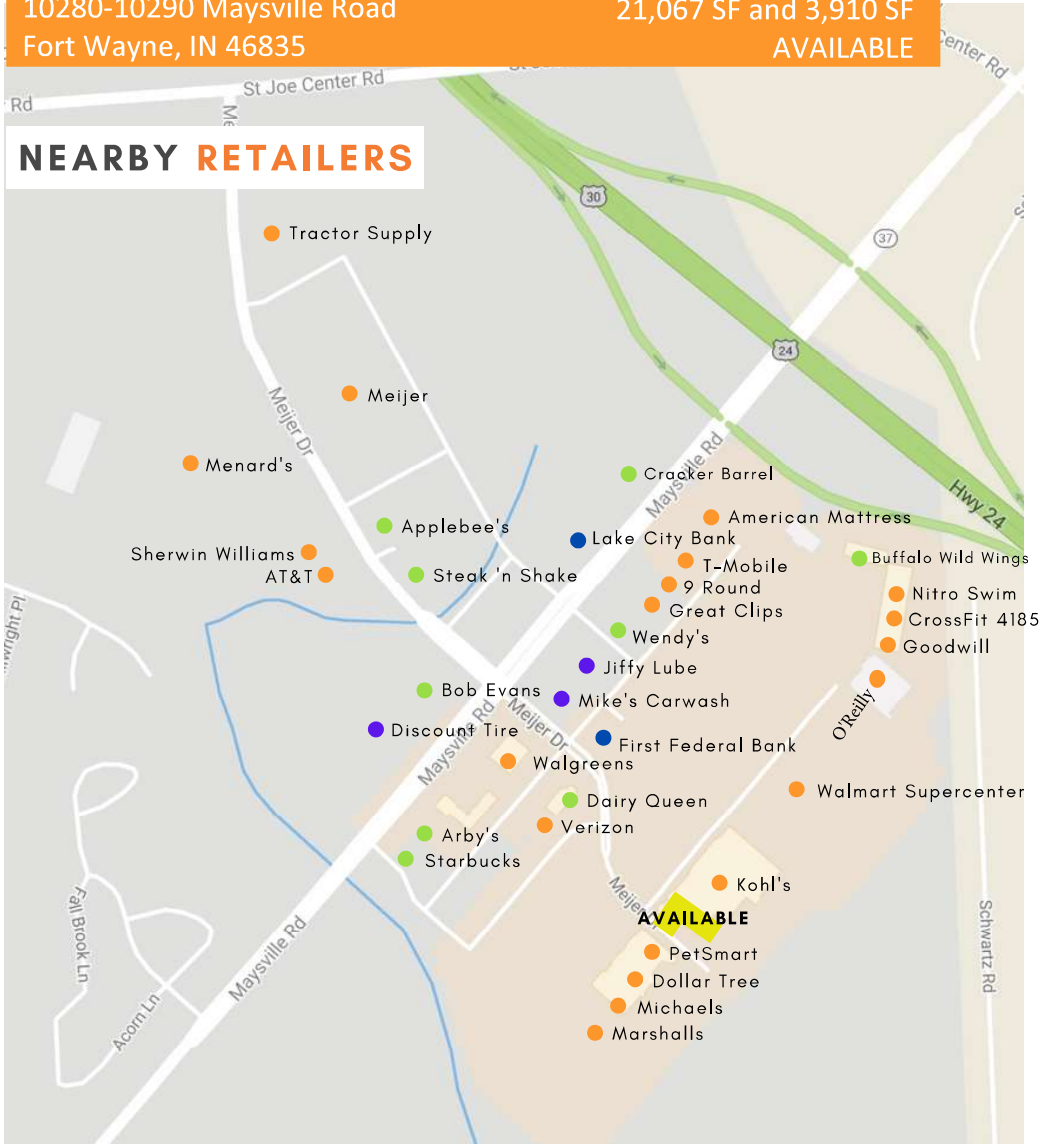 10280-10290 Maysville Road
Fort Wayne, IN 46835
21,067 SF and 3,910 SF
AVAILABLE
Center Rd
St Joe Center Rd
Rd
NEARBY RETAILERS
30
37
Tractor Supply
24
Meijer
Meijer Dr
Menard's
Maysville Rd
Cracker Barrel
Hwy 24
American Mattress
Applebee's
Lake City Bank
Sherwin Williams
Buffalo Wild Wings
T-Mobile
AT&T
Steak 'n Shake
9 Round
Nitro Swim
Great Clips
CrossFit 4185
Wendy's
Goodwill
Jiffy Lube
Bob Evans
Mike's Carwash
O'Reilly
Discount Tire
Maysville Rd
Meijer Dr
First Federal Bank
Walgreens
Walmart Supercenter
Dairy Queen
Verizon
Arby's
Starbucks
Kohl's
Meijer
AVAILABLE
Fall Brook Ln
Schwartz Rd
PetSmart
Maysville Rd
Dollar Tree
Michaels
Acorn Ln
Marshalls